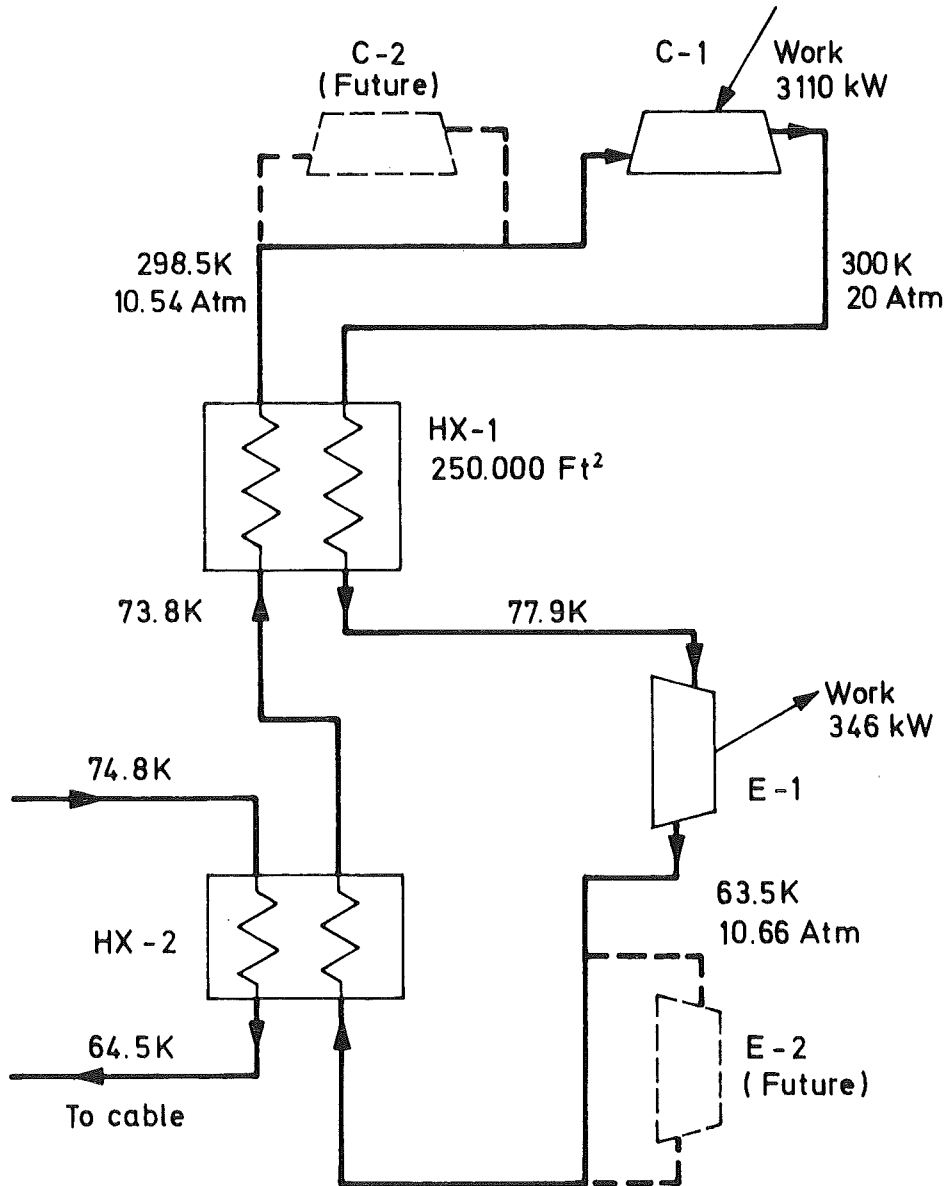 C-2
(Future)
C-1
Work
3110 kW
298.5K
10.54 Atm
300K
20 Atm
HX-1
250.000 Ft²
73.8K
77.9K
Work
346 kW
74.8K
E-1
63.5K
10.66 Atm
HX-2
E-2
(Future)
64.5K
To cable